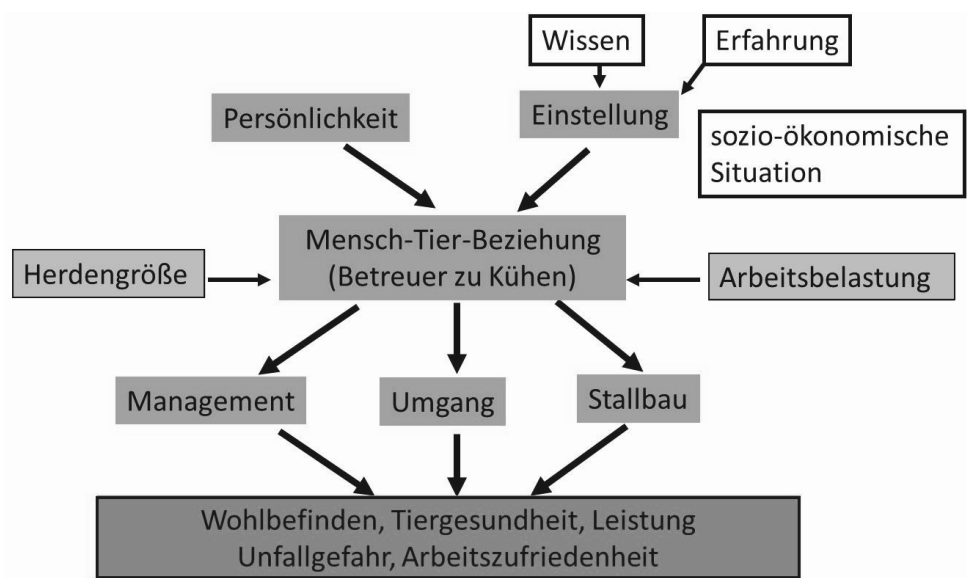 Wissen
Erfahrung
Persönlichkeit
Einstellung
sozio-ökonomische
Situation
Mensch-Tier-Beziehung
(Betreuer zu Kühen)
Herdengröße
Arbeitsbelastung
Management
Umgang
Stallbau
Wohlbefinden, Tiergesundheit, Leistung
Unfallgefahr, Arbeitszufriedenheit